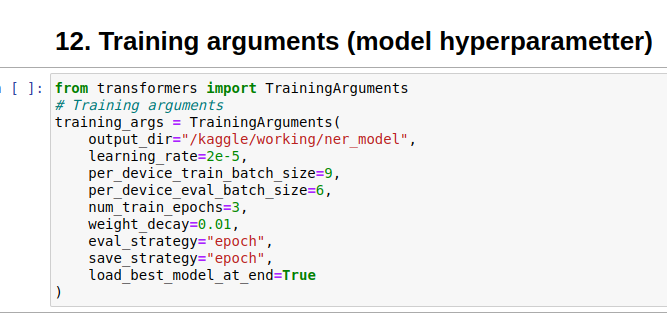 12. Training arguments (model hyperparametter)
[ ]:
from transformers import TrainingArguments
# Training arguments
training_args = TrainingArguments(
    output_dir="/kaggle/working/ner_model",
    learning_rate=2e-5,
    per_device_train_batch_size=9,
    per_device_eval_batch_size=6,
    num_train_epochs=3,
    weight_decay=0.01,
    eval_strategy="epoch",
    save_strategy="epoch",
    load_best_model_at_end=True
)